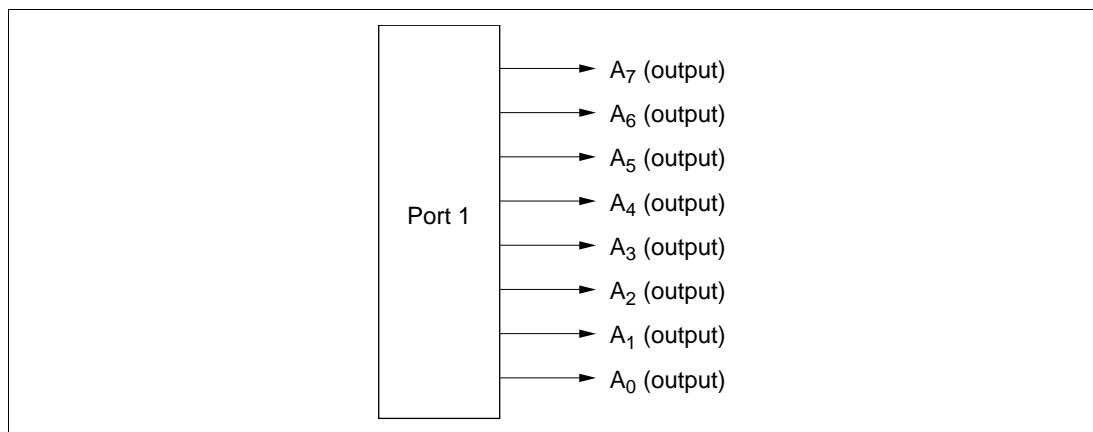 A7 (output)
A6 (output)
A5 (output)
A4 (output)
Port 1
A3 (output)
A2 (output)
A1 (output)
A0 (output)